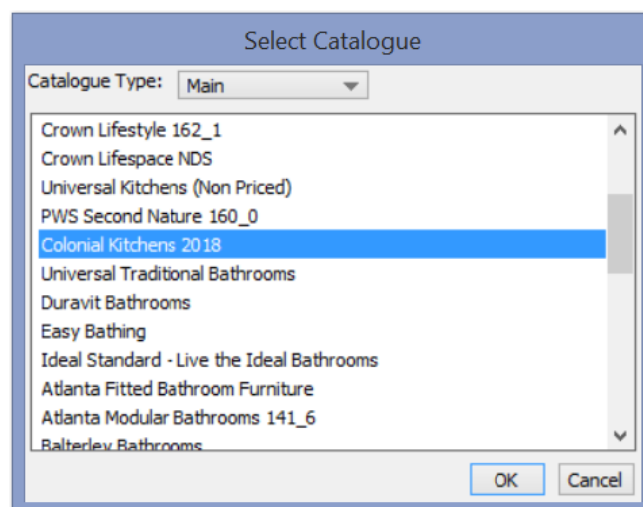 Select Catalogue
Catalogue Type: Main
Crown Lifestyle 162_1
Crown Lifespace NDS
Universal Kitchens (Non Priced)
PWS Second Nature 160_0
Colonial Kitchens 2018
Universal Traditional Bathrooms
Duravit Bathrooms
Easy Bathing
Ideal Standard - Live the Ideal Bathrooms
Atlanta Fitted Bathroom Furniture
Atlanta Modular Bathrooms 141_6
Balterley Bathrooms
OK Cancel